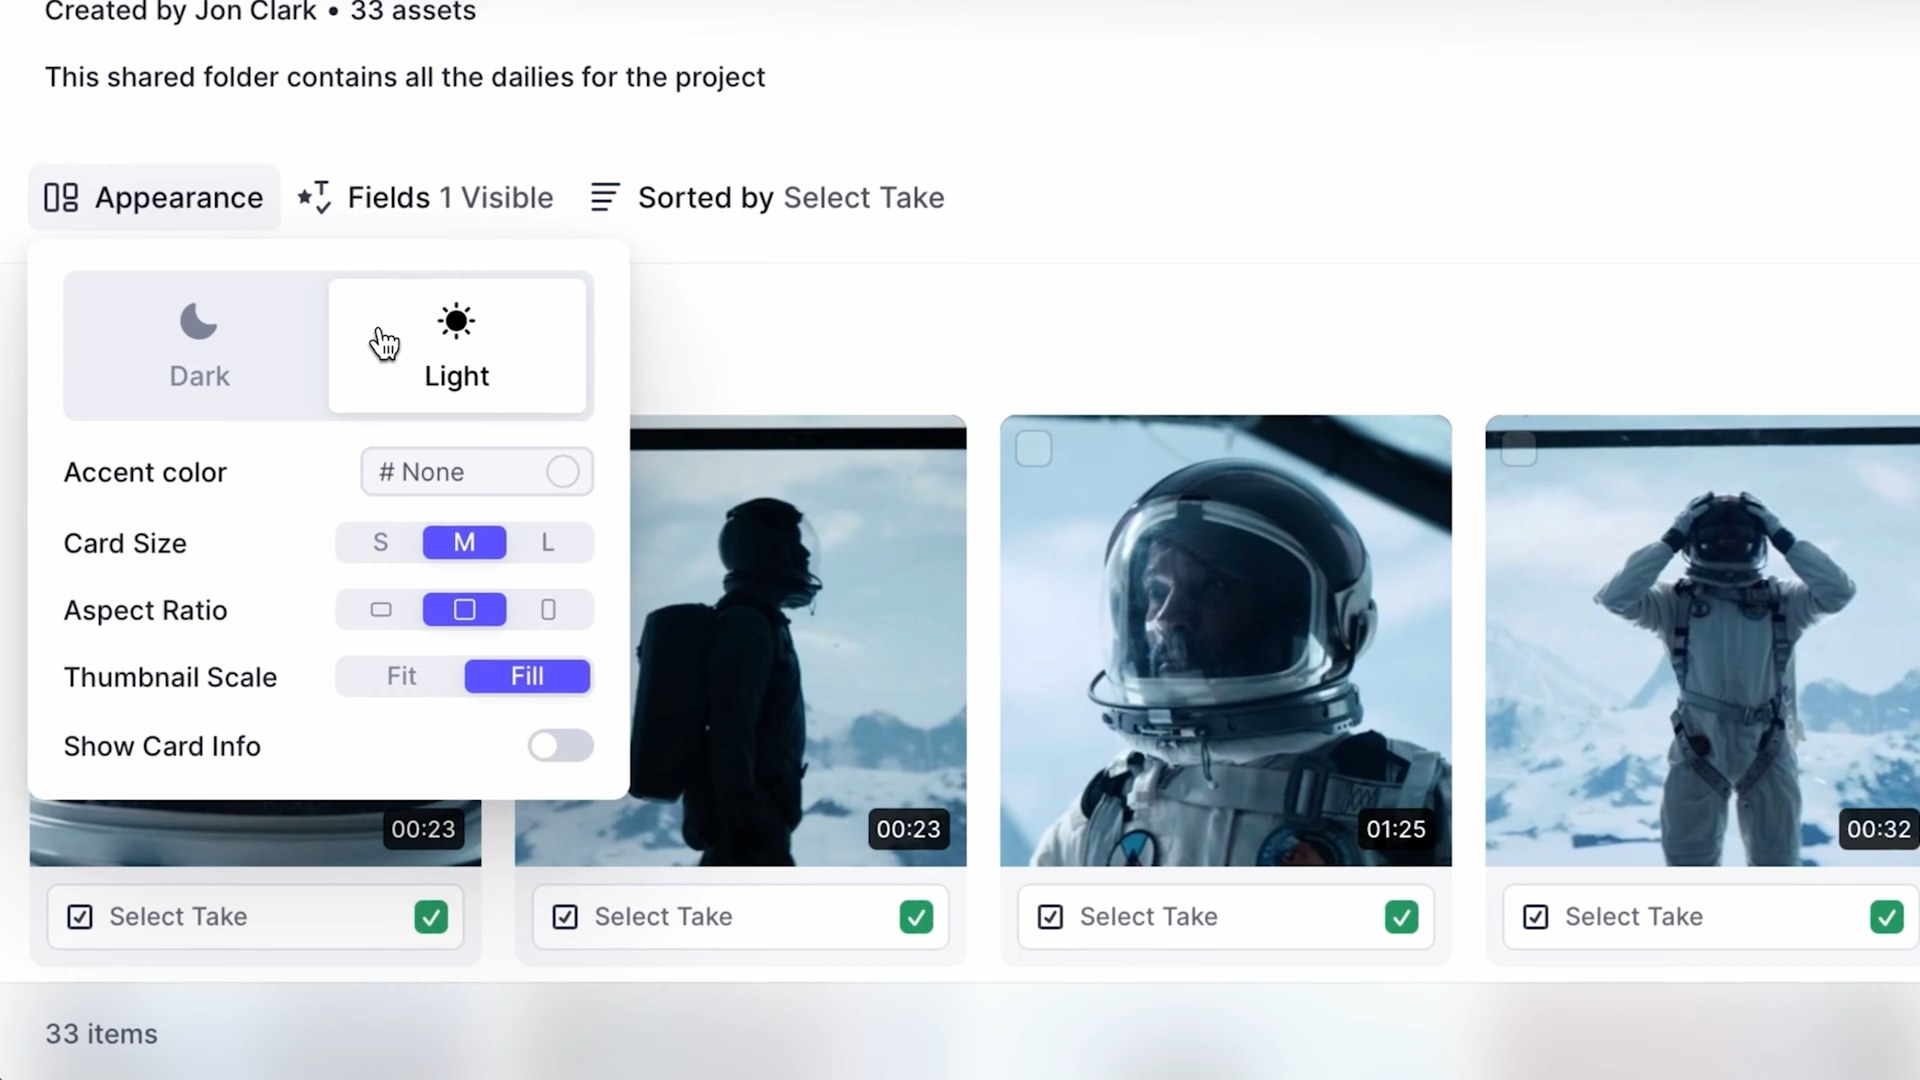 Created by Jon Clark • 33 assets
This shared folder contains all the dailies for the project
Appearance Fields 1 Visible Sorted by Select Take
Dark Light
Accent color # None
Card Size S M L
Aspect Ratio
Thumbnail Scale Fit Fill
Show Card Info
00:23 00:23 01:25 00:32
Select Take Select Take Select Take Select Take
33 items